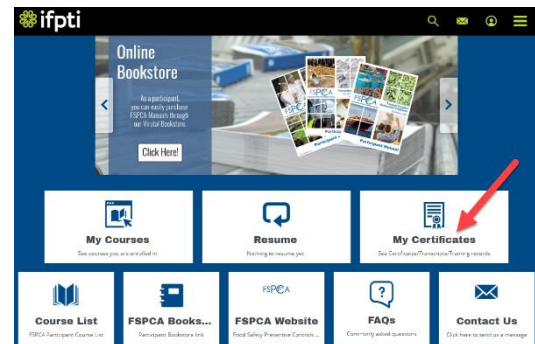 ifpti
Online
Bookstore
As a participant,
you can easily purchase
FSPCA Manuals through
our Virtual Bookstore.
Click Here!
FSPCA
FSPCA
Participant Manual
My Courses
See courses you are enrolled in
Resume
Nothing to resume yet
My Certificates
See Certificates/Transcripts/Training records
Course List
FSPCA Participant Course List
FSPCA Books...
Participant Bookstore link
FSPCA
FSPCA Website
Food Safety Preventive Controls ...
FAQs
Commonly asked questions
Contact Us
Click here to send us a message